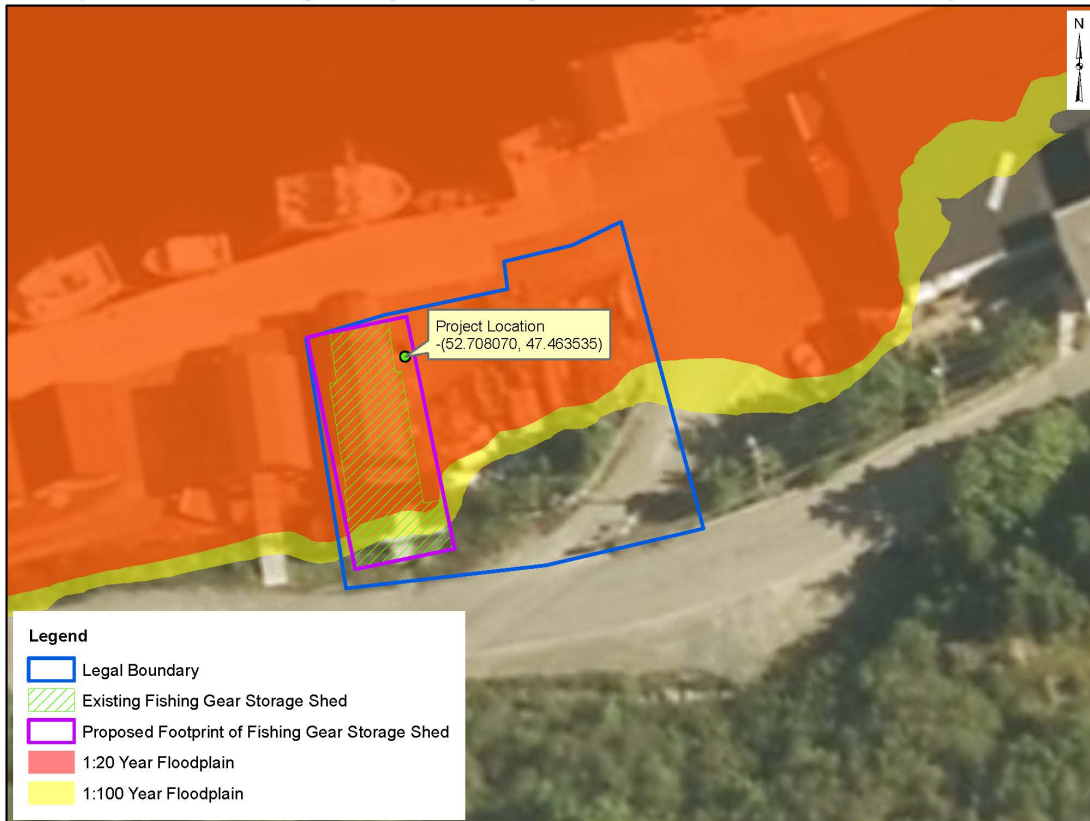 N
Project Location
-(52.708070, 47.463535)
Legend
Legal Boundary
Existing Fishing Gear Storage Shed
Proposed Footprint of Fishing Gear Storage Shed
1:20 Year Floodplain
1:100 Year Floodplain